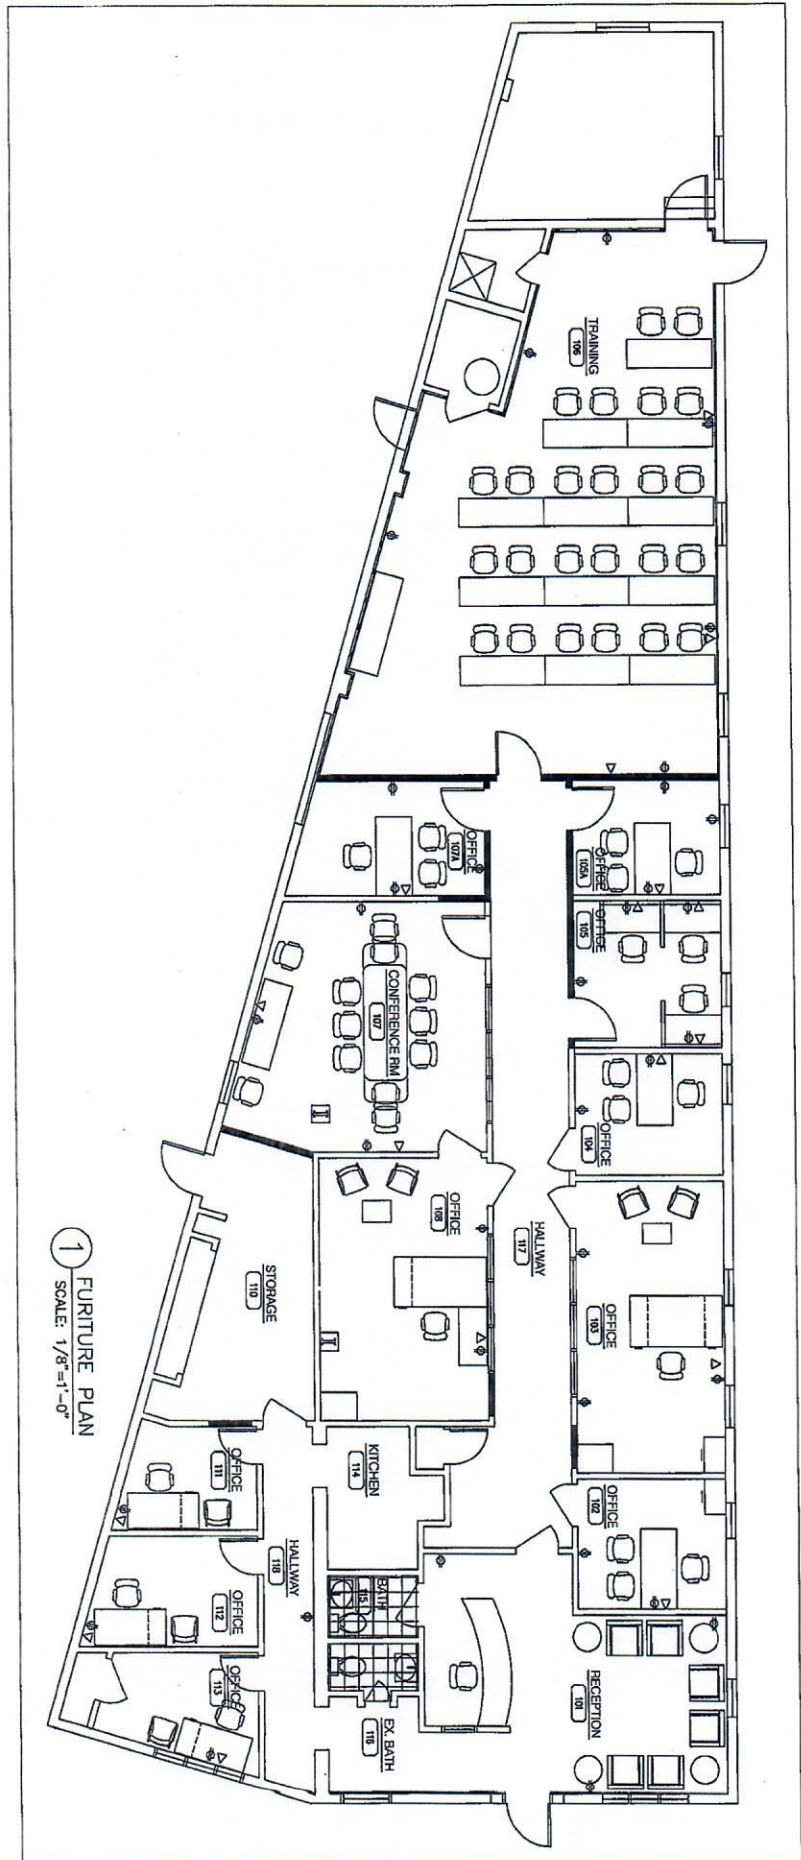 TRAINING
106
OFFICE
107A
OFFICE
105A
OFFICE
105
CONFERENCE RM
107
OFFICE
104
OFFICE
108
HALLWAY
117
OFFICE
103
STORAGE
110
KITCHEN
114
OFFICE
102
OFFICE
111
HALLWAY
118
BATH
115
OFFICE
112
OFFICE
113
EX. BATH
116
RECEPTION
101
1
FURITURE PLAN
SCALE: 1/8"=1'-0"